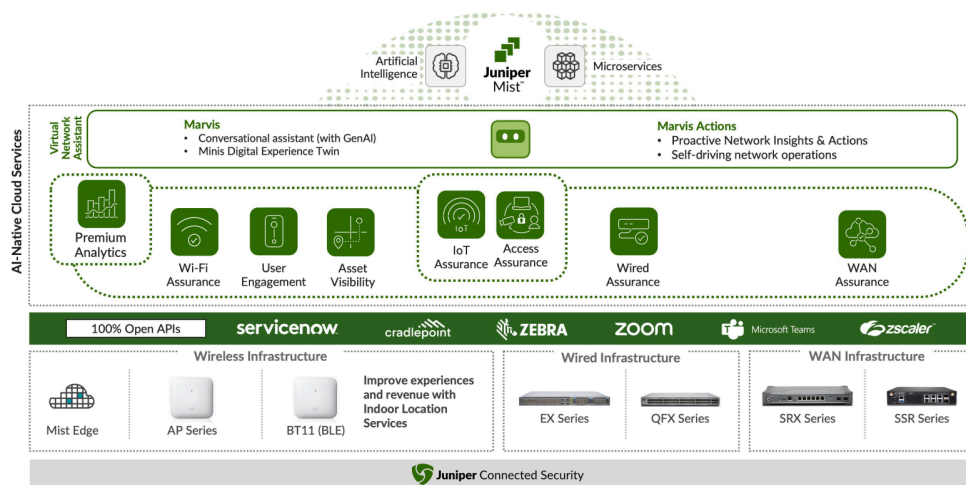 Artificial
Intelligence
Juniper
Mist™
Microservices
AI-Native Cloud Services
Virtual
Network
Assistant
Marvis
• Conversational assistant (with GenAI)
• Minis Digital Experience Twin
Marvis Actions
• Proactive Network Insights & Actions
• Self-driving network operations
Premium
Analytics
Wi-Fi
Assurance
User
Engagement
Asset
Visibility
IoT
IoT
Assurance
Access
Assurance
Wired
Assurance
WAN
Assurance
100% Open APIs
servicenow
cradlepoint
ZEBRA
zoom
Microsoft Teams
zscaler™
Wireless Infrastructure
Mist Edge
AP Series
BT11 (BLE)
Improve experiences
and revenue with
Indoor Location
Services
Wired Infrastructure
EX Series
QFX Series
WAN Infrastructure
SRX Series
SSR Series
Juniper Connected Security